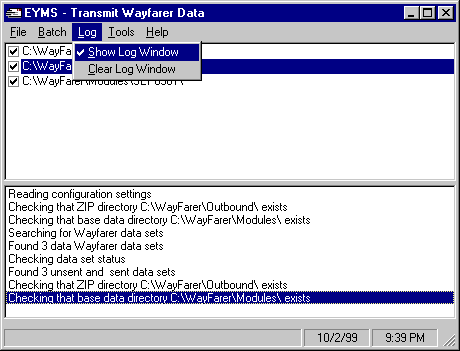 EYMS - Transmit Wayfarer Data
File Batch Log Tools Help
C:\WayFar
Show Log Window
C:\WayFa
Clear Log Window
Reading configuration settings
Checking that ZIP directory C:\WayFarer\Outbound\ exists
Checking that base data directory C:\WayFarer\Modules\ exists
Searching for Wayfarer data sets
Found 3 data Wayfarer data sets
Checking data set status
Found 3 unsent and sent data sets
Checking that ZIP directory C:\WayFarer\Outbound\ exists
Checking that base data directory C:\WayFarer\Modules\ exists
10/2/99 9:39 PM